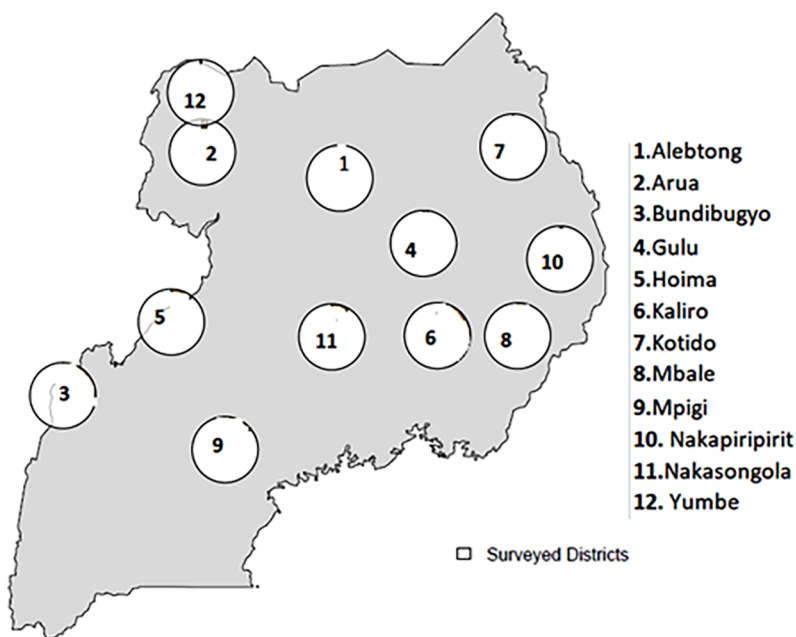 12
2
1
7
4
10
5
11
6
8
3
9
1.Alebtong
2.Arua
3.Bundibugyo
4.Gulu
5.Hoima
6.Kaliro
7.Kotido
8.Mbale
9.Mpigi
10. Nakapiripirit
11.Nakasongola
12. Yumbe
Surveyed Districts